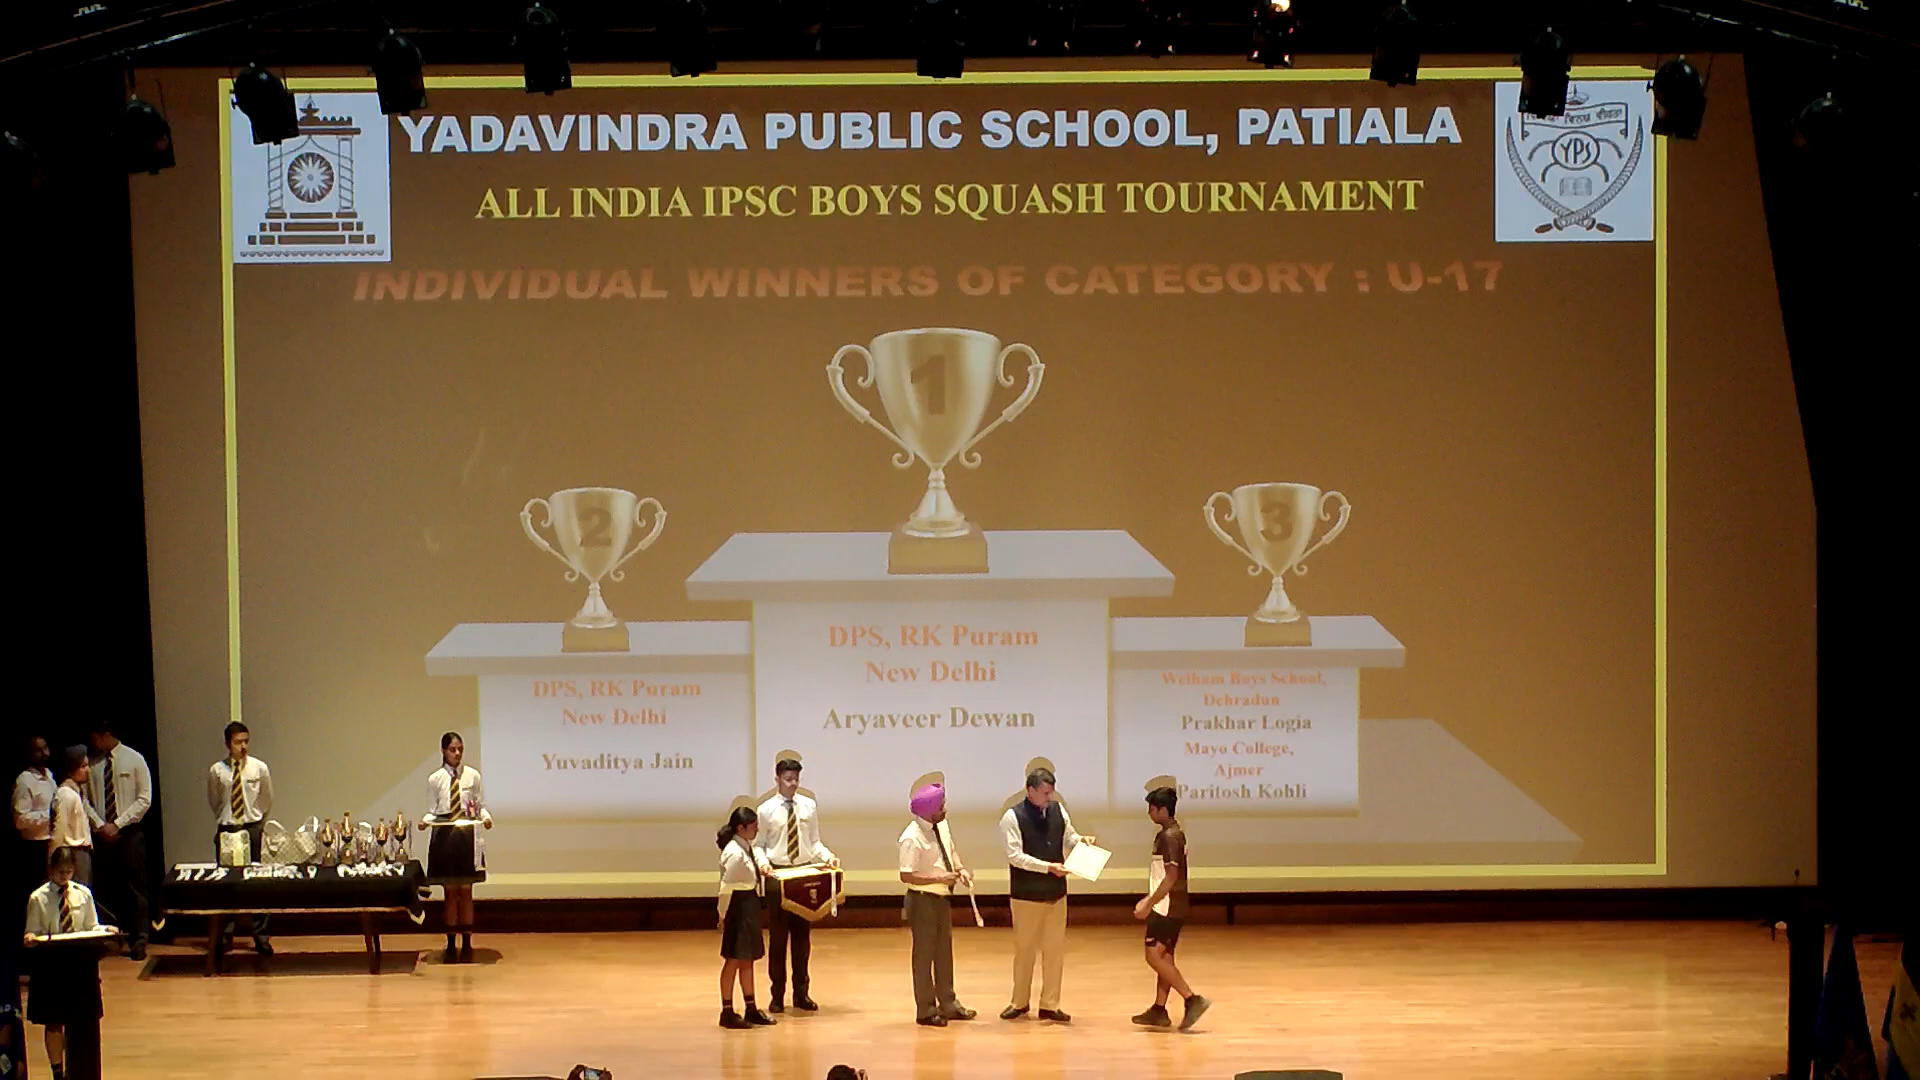 YADAVINDRA PUBLIC SCHOOL, PATIALA
ALL INDIA IPSC BOYS SQUASH TOURNAMENT
YPS
INDIVIDUAL WINNERS OF CATEGORY : U-17
1
2
3
DPS, RK Puram
New Delhi
Aryaveer Dewan
DPS, RK Puram
New Delhi
Yuvaditya Jain
Welham Boys School,
Dehradun
Prakhar Logia
Mayo College,
Ajmer
Paritosh Kohli